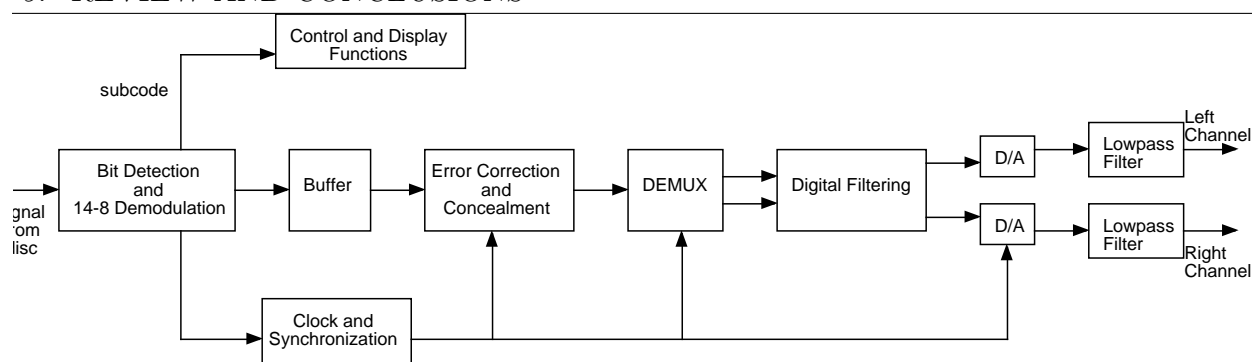 Control and Display
Functions
subcode
Bit Detection
and
14-8 Demodulation
Buffer
Error Correction
and
Concealment
DEMUX
Digital Filtering
D/A
Lowpass
Filter
Left
Channel
D/A
Lowpass
Filter
Right
Channel
Clock and
Synchronization